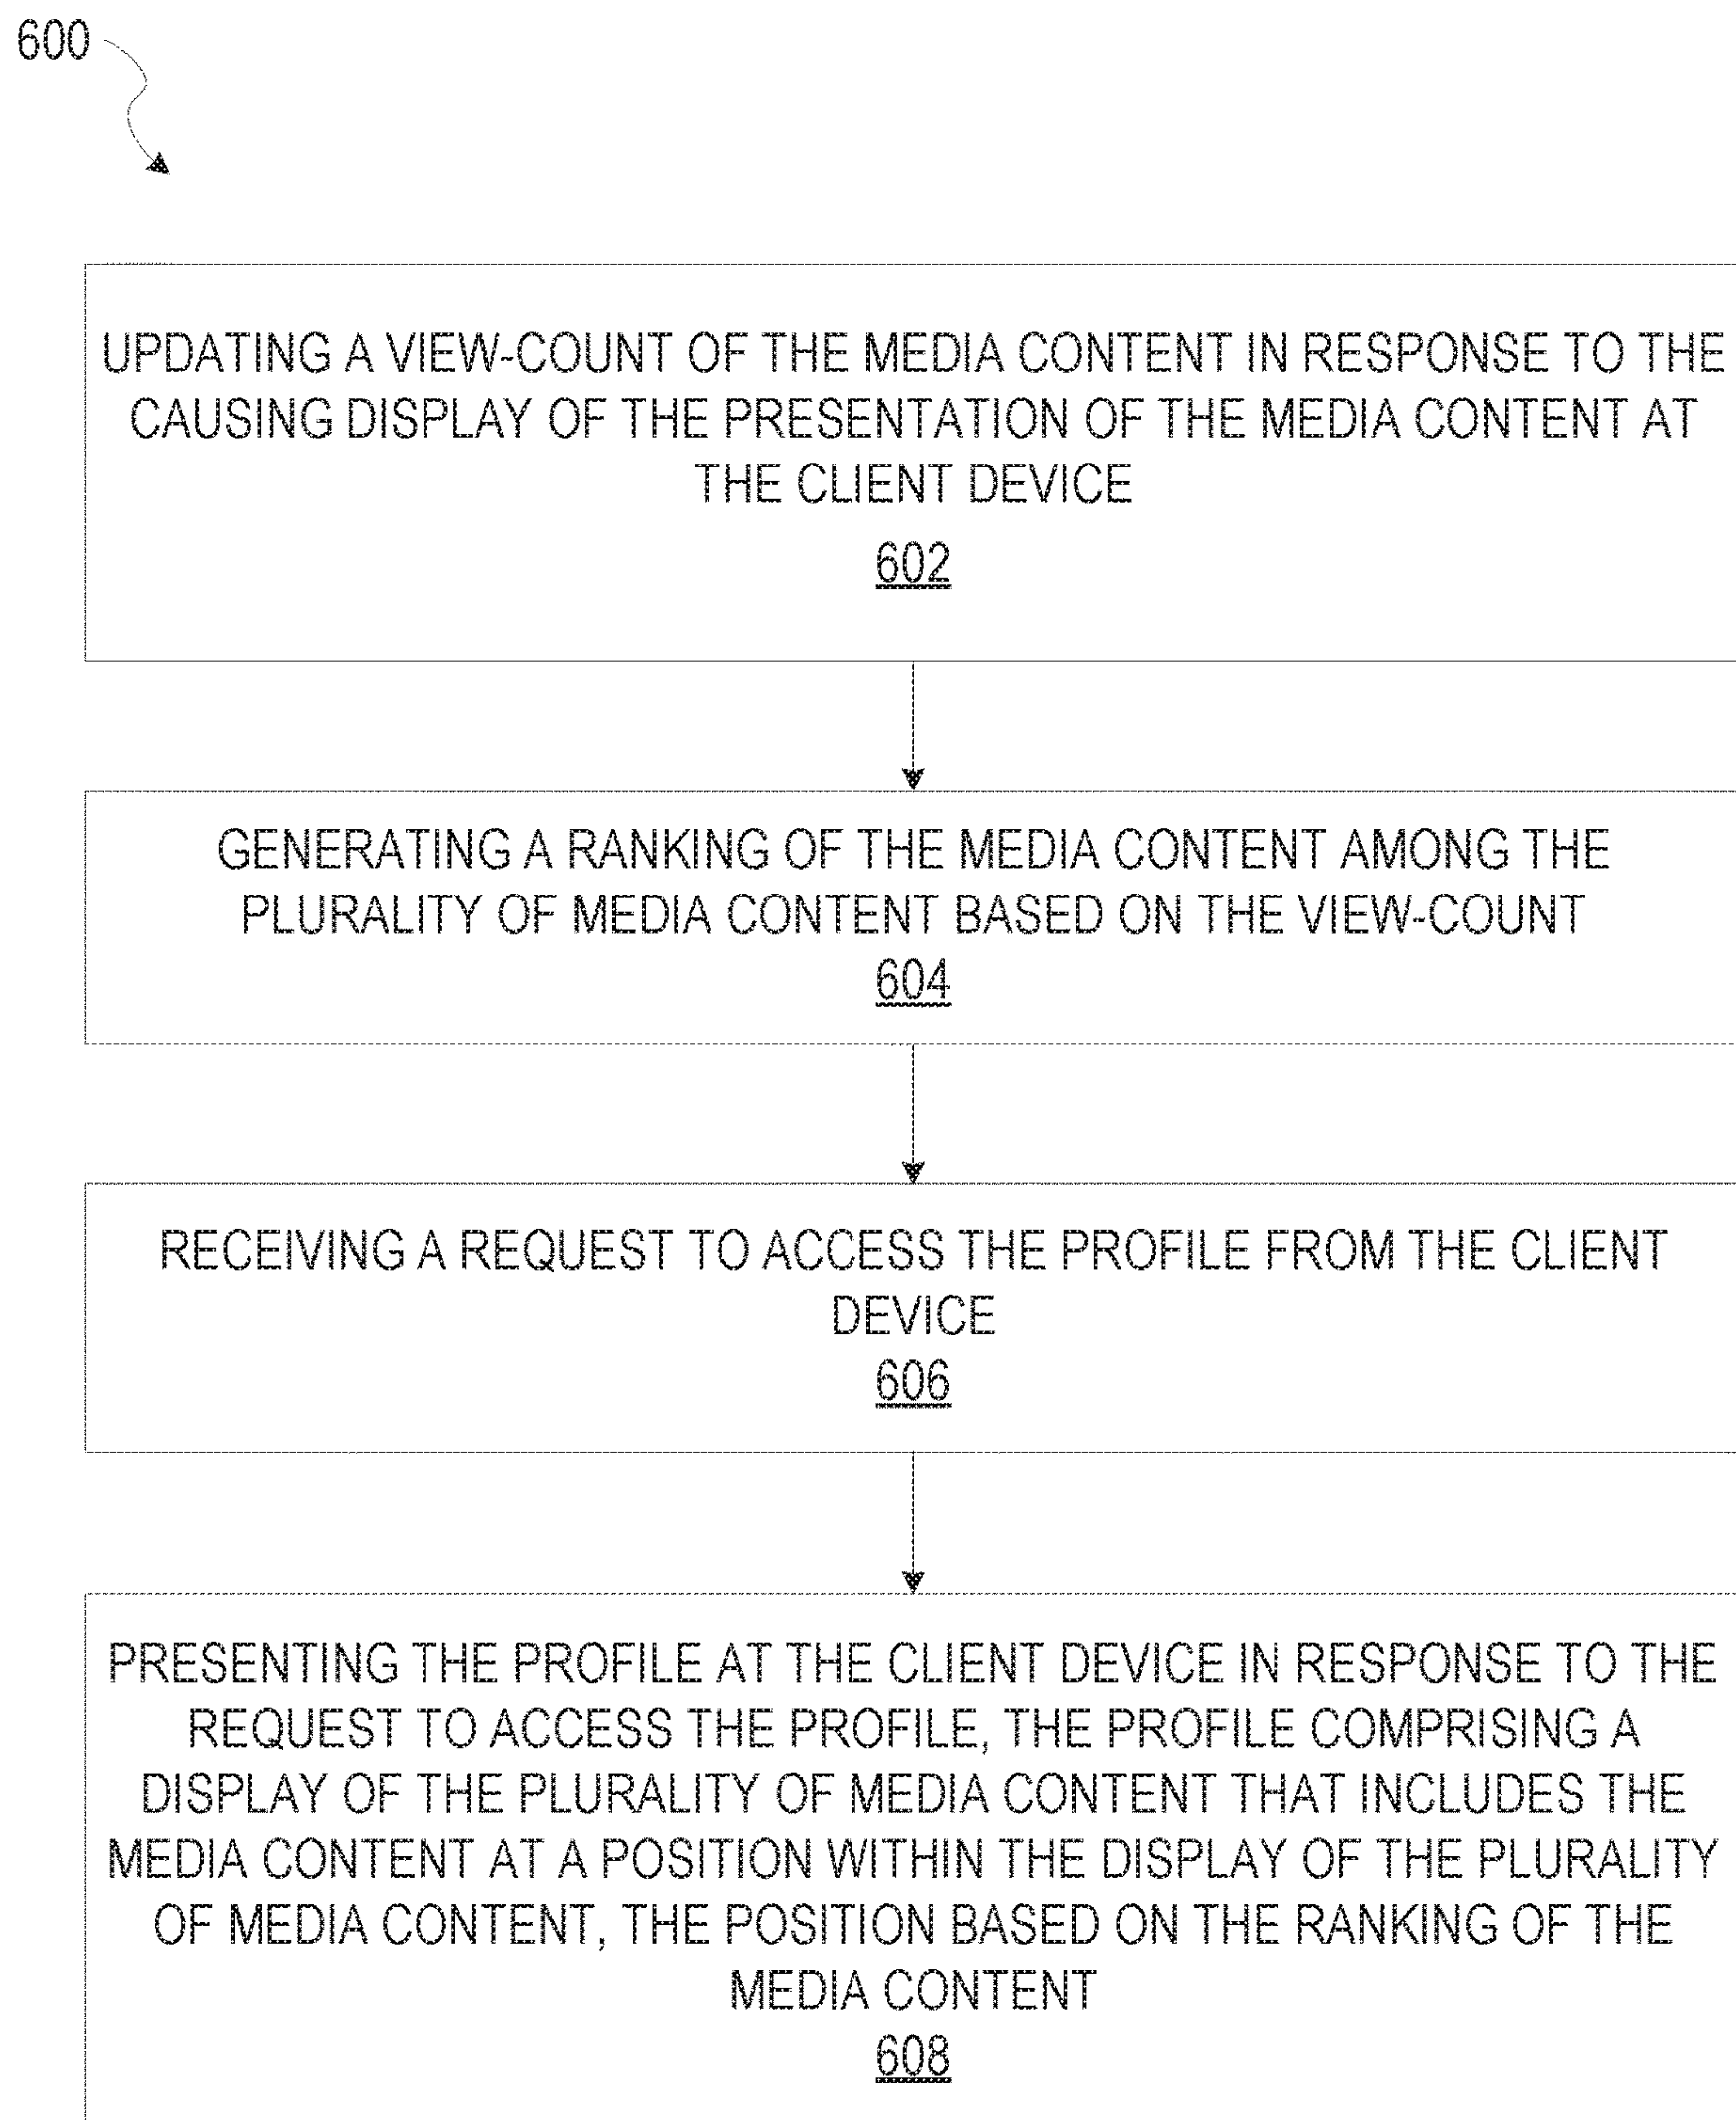 600
UPDATING A VIEW-COUNT OF THE MEDIA CONTENT IN RESPONSE TO THE
CAUSING DISPLAY OF THE PRESENTATION OF THE MEDIA CONTENT AT
THE CLIENT DEVICE
602
GENERATING A RANKING OF THE MEDIA CONTENT AMONG THE
PLURALITY OF MEDIA CONTENT BASED ON THE VIEW-COUNT
604
RECEIVING A REQUEST TO ACCESS THE PROFILE FROM THE CLIENT
DEVICE
606
PRESENTING THE PROFILE AT THE CLIENT DEVICE IN RESPONSE TO THE
REQUEST TO ACCESS THE PROFILE, THE PROFILE COMPRISING A
DISPLAY OF THE PLURALITY OF MEDIA CONTENT THAT INCLUDES THE
MEDIA CONTENT AT A POSITION WITHIN THE DISPLAY OF THE PLURALITY
OF MEDIA CONTENT, THE POSITION BASED ON THE RANKING OF THE
MEDIA CONTENT
608